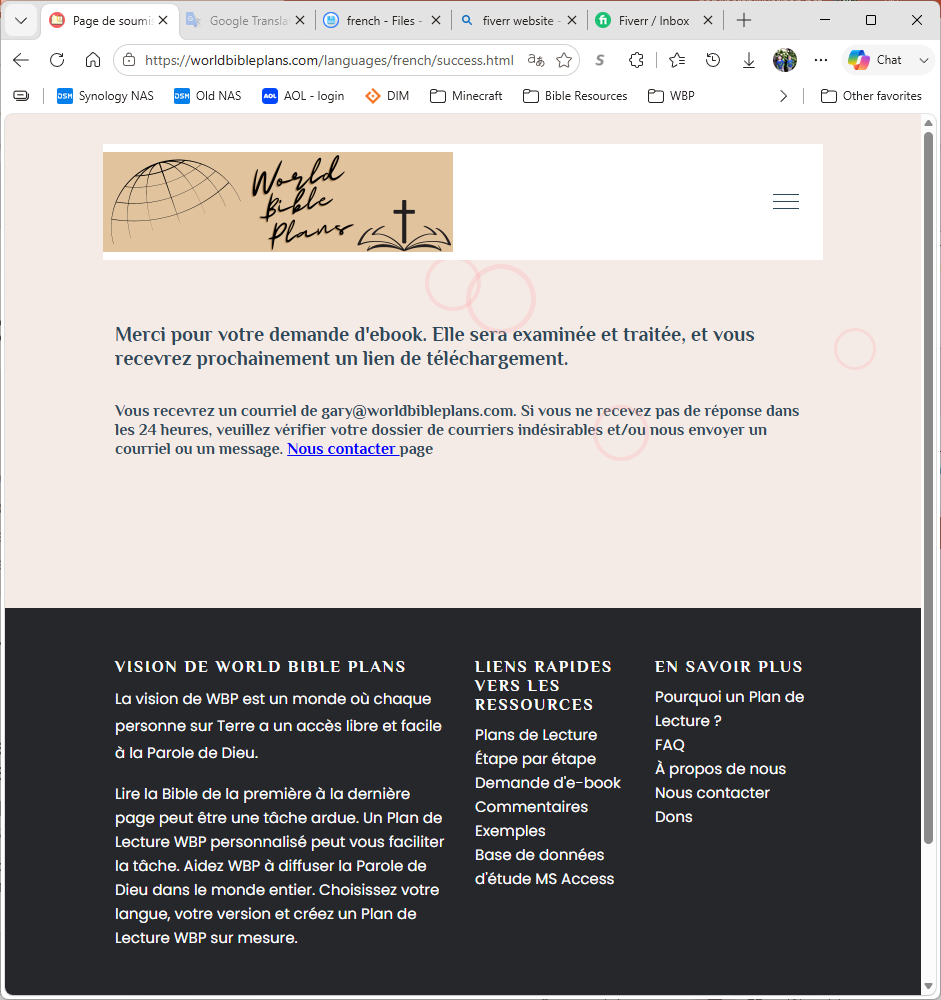 Page de soumis
Google Transla
french - Files -
fiverr website -
Fiverr / Inbox
https://worldbibleplans.com/languages/french/success.html
Chat
Synology NAS
Old NAS
AOL - login
DIM
Minecraft
Bible Resources
WBP
Other favorites
World
Bible
Plans
Merci pour votre demande d'ebook. Elle sera examinée et traitée, et vous
recevrez prochainement un lien de téléchargement.
Vous recevrez un courriel de gary@worldbibleplans.com. Si vous ne recevez pas de réponse dans
les 24 heures, veuillez vérifier votre dossier de courriers indésirables et/ou nous envoyer un
courriel ou un message. Nous contacter page
VISION DE WORLD BIBLE PLANS
La vision de WBP est un monde où chaque
personne sur Terre a un accès libre et facile
à la Parole de Dieu.
Lire la Bible de la première à la dernière
page peut être une tâche ardue. Un Plan de
Lecture WBP personnalisé peut vous faciliter
la tâche. Aidez WBP à diffuser la Parole de
Dieu dans le monde entier. Choisissez votre
langue, votre version et créez un Plan de
Lecture WBP sur mesure.
LIENS RAPIDES
VERS LES
RESSOURCES
Plans de Lecture
Étape par étape
Demande d'e-book
Commentaires
Exemples
Base de données
d'étude MS Access
EN SAVOIR PLUS
Pourquoi un Plan de
Lecture ?
FAQ
À propos de nous
Nous contacter
Dons